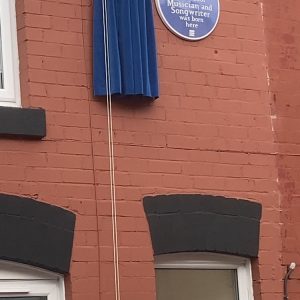 Musician and
Songwriter
was born
here